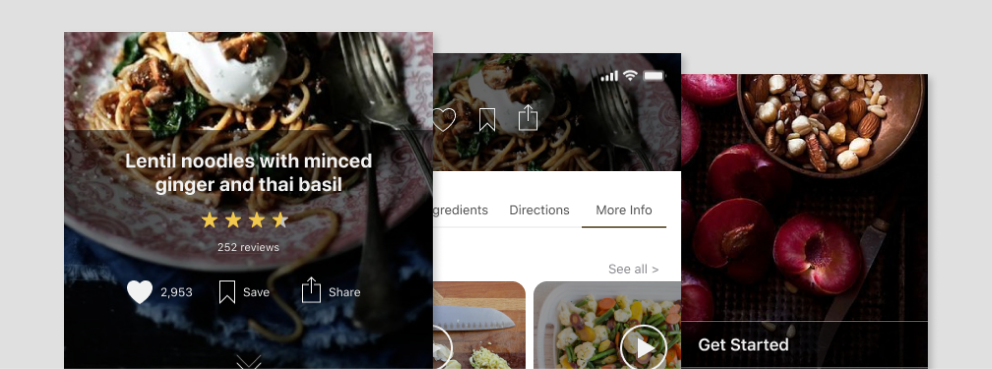 Lentil noodles with minced
ginger and thai basil
252 reviews
2,953
Save
Share
gredients
Directions
More Info
See all >
Get Started